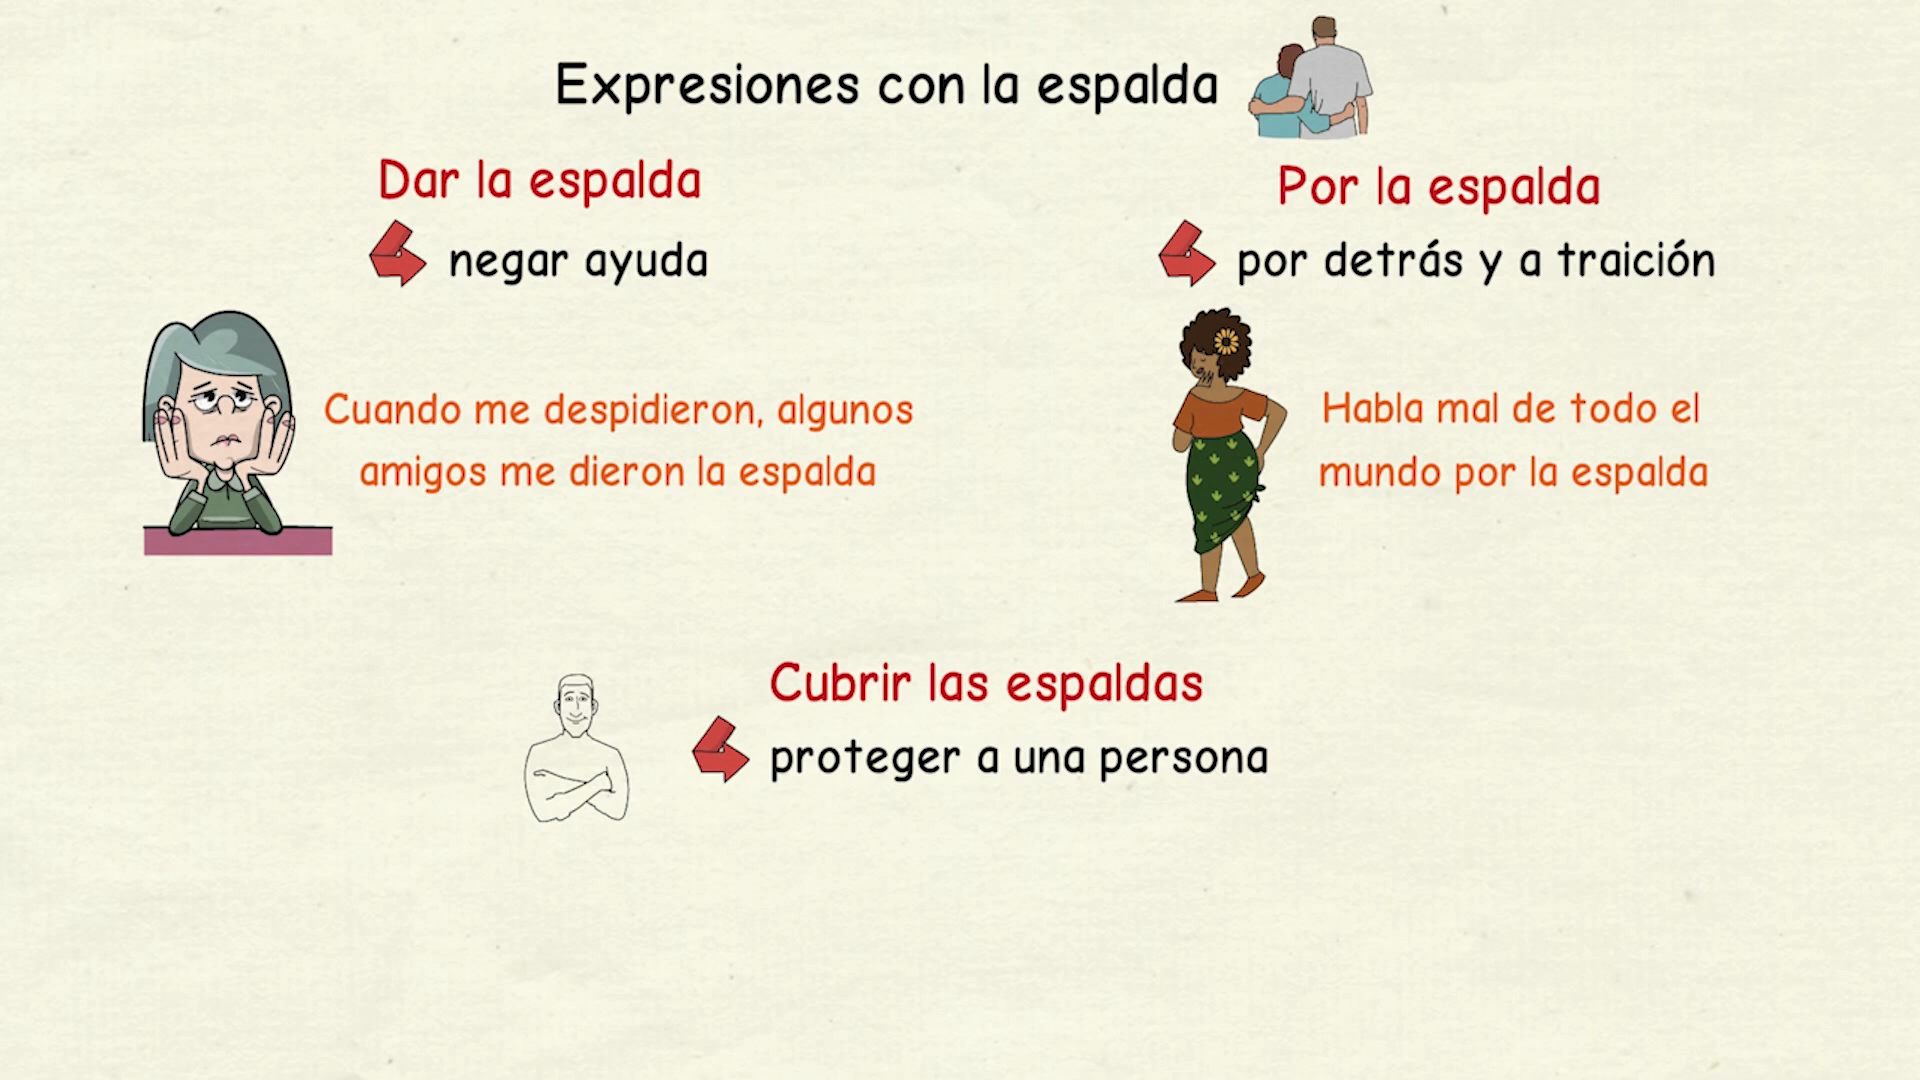 Expresiones con la espalda
Dar la espalda
negar ayuda
Cuando me despidieron, algunos
amigos me dieron la espalda
Por la espalda
por detrás y a traición
Habla mal de todo el
mundo por la espalda
Cubrir las espaldas
proteger a una persona